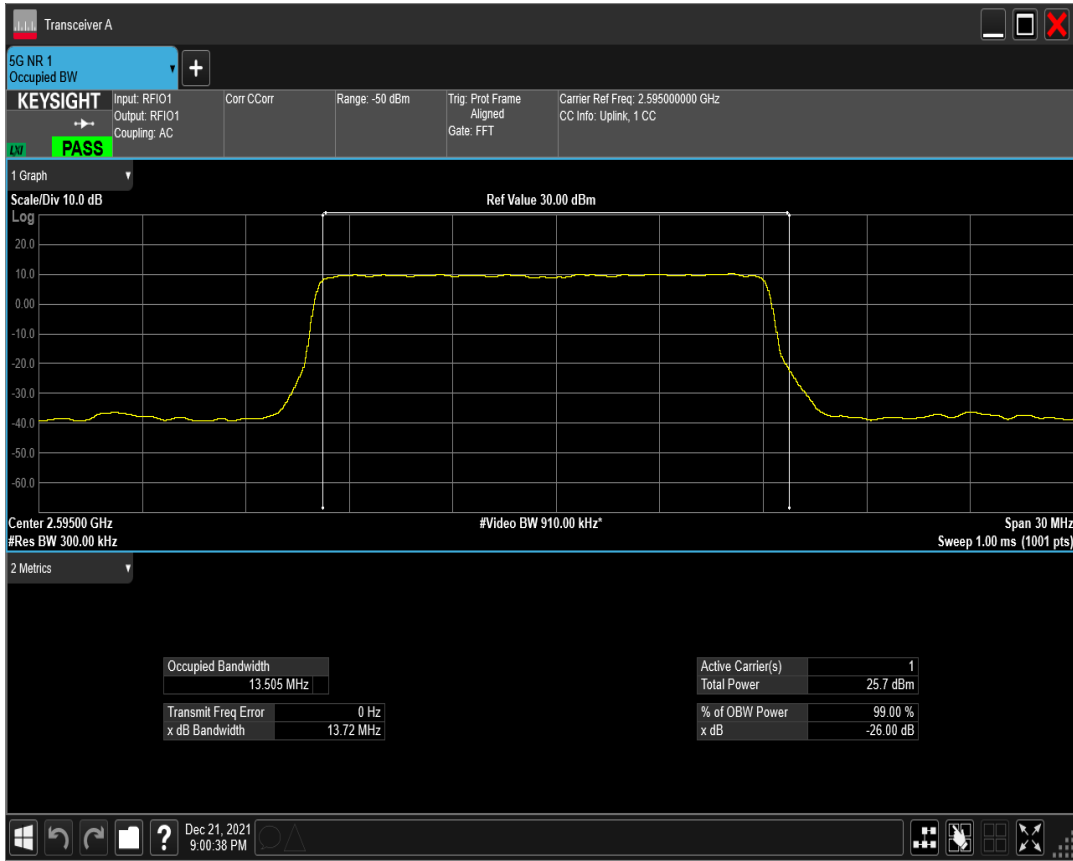 Transceiver A
5G NR 1
Occupied BW
+
KEYSIGHT
LXI
PASS
Input: RFIO1
Output: RFIO1
Coupling: AC
Corr CCorr
Range: -50 dBm
Trig: Prot Frame
Aligned
Gate: FFT
Carrier Ref Freq: 2.595000000 GHz
CC Info: Uplink, 1 CC
1 Graph
Scale/Div 10.0 dB
Ref Value 30.00 dBm
Log
20.0
10.0
0.00
-10.0
-20.0
-30.0
-40.0
-50.0
-60.0
Center 2.59500 GHz
#Video BW 910.00 kHz*
Span 30 MHz
#Res BW 300.00 kHz
Sweep 1.00 ms (1001 pts)
2 Metrics
Occupied Bandwidth
13.505 MHz
Transmit Freq Error 0 Hz
x dB Bandwidth 13.72 MHz
Active Carrier(s) 1
Total Power 25.7 dBm
% of OBW Power 99.00 %
x dB -26.00 dB
?
Dec 21, 2021
9:00:38 PM